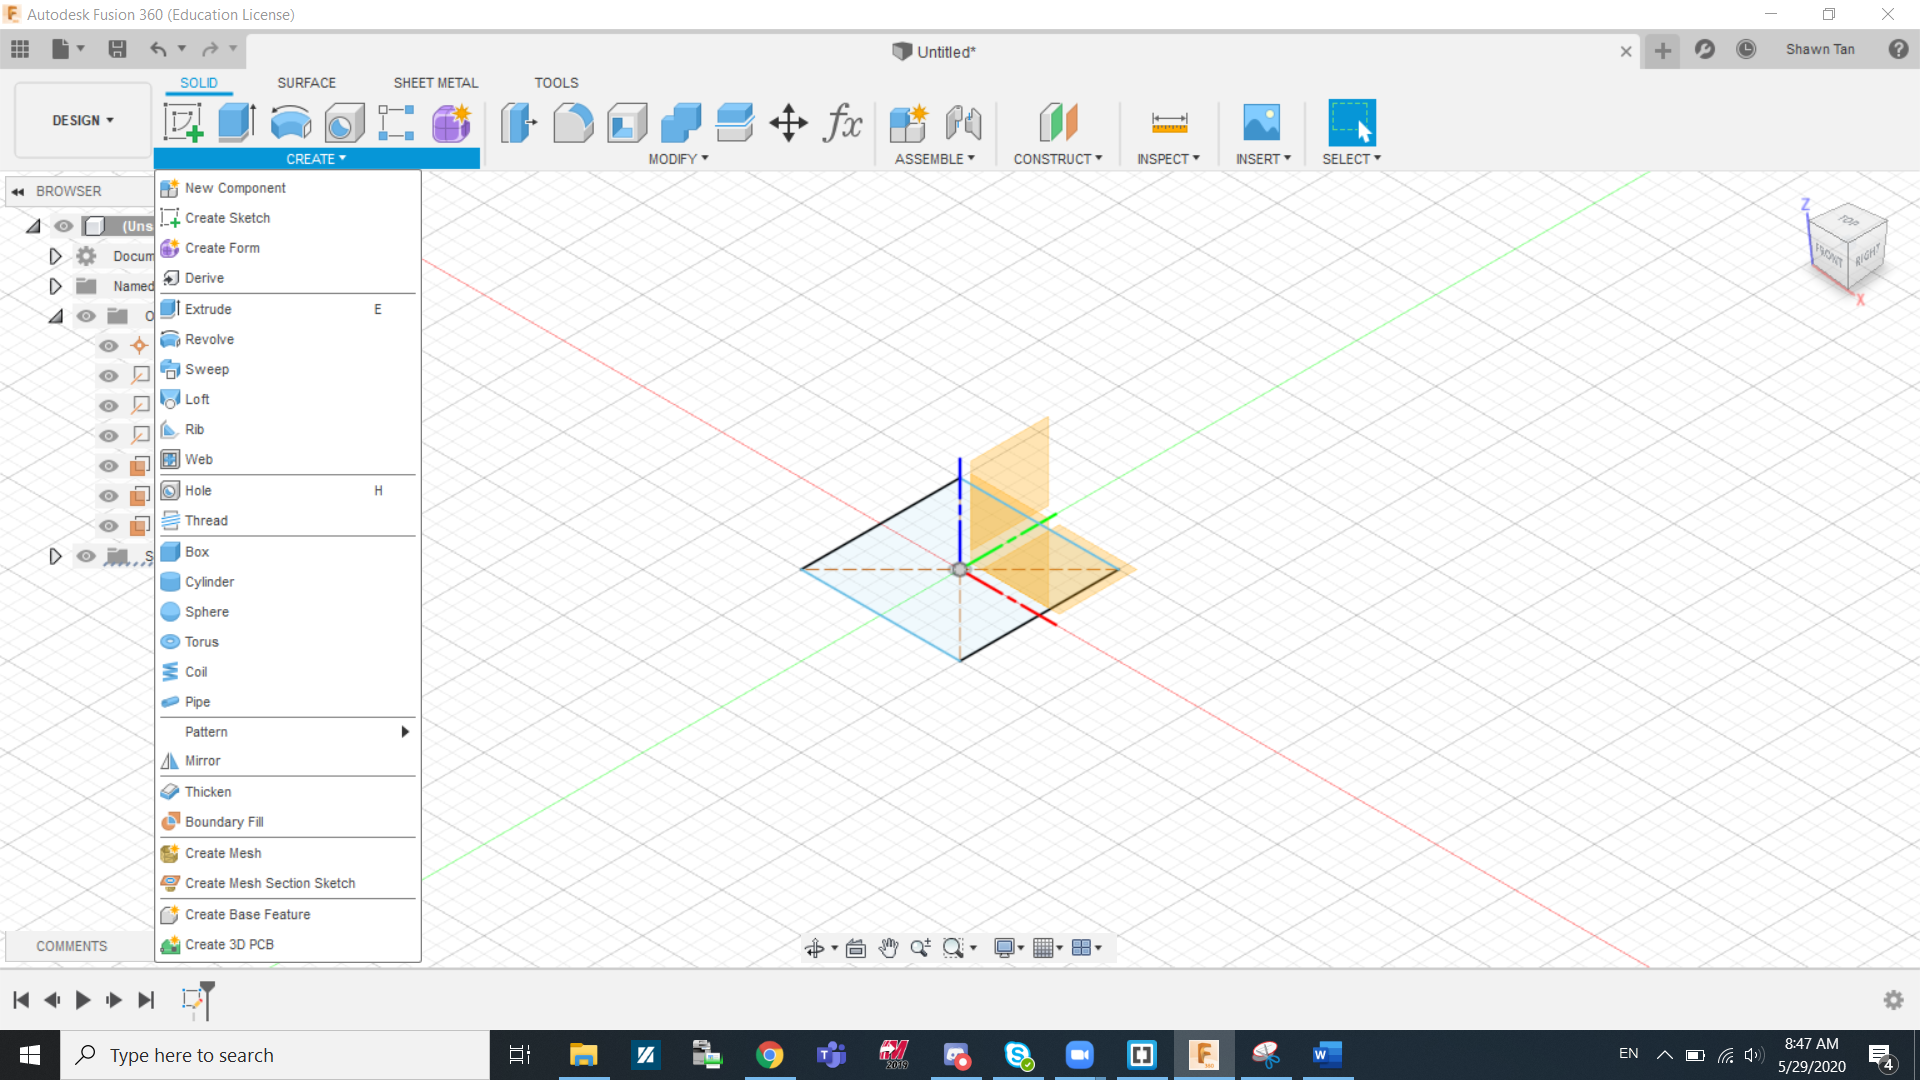 Autodesk Fusion 360 (Education License)
Untitled*
Shawn Tan
SOLID SURFACE SHEET METAL TOOLS
DESIGN
CREATE MODIFY ASSEMBLE CONSTRUCT INSPECT INSERT SELECT
BROWSER
(Uns
Docum
Named
O
S
New Component
Create Sketch
Create Form
Derive
Extrude E
Revolve
Sweep
Loft
Rib
Web
Hole H
Thread
Box
Cylinder
Sphere
Torus
Coil
Pipe
Pattern
Mirror
Thicken
Boundary Fill
Create Mesh
Create Mesh Section Sketch
Create Base Feature
Create 3D PCB
Z
TOP
FRONT
RIGHT
X
COMMENTS
Type here to search
2019
EN
8:47 AM
5/29/2020
4